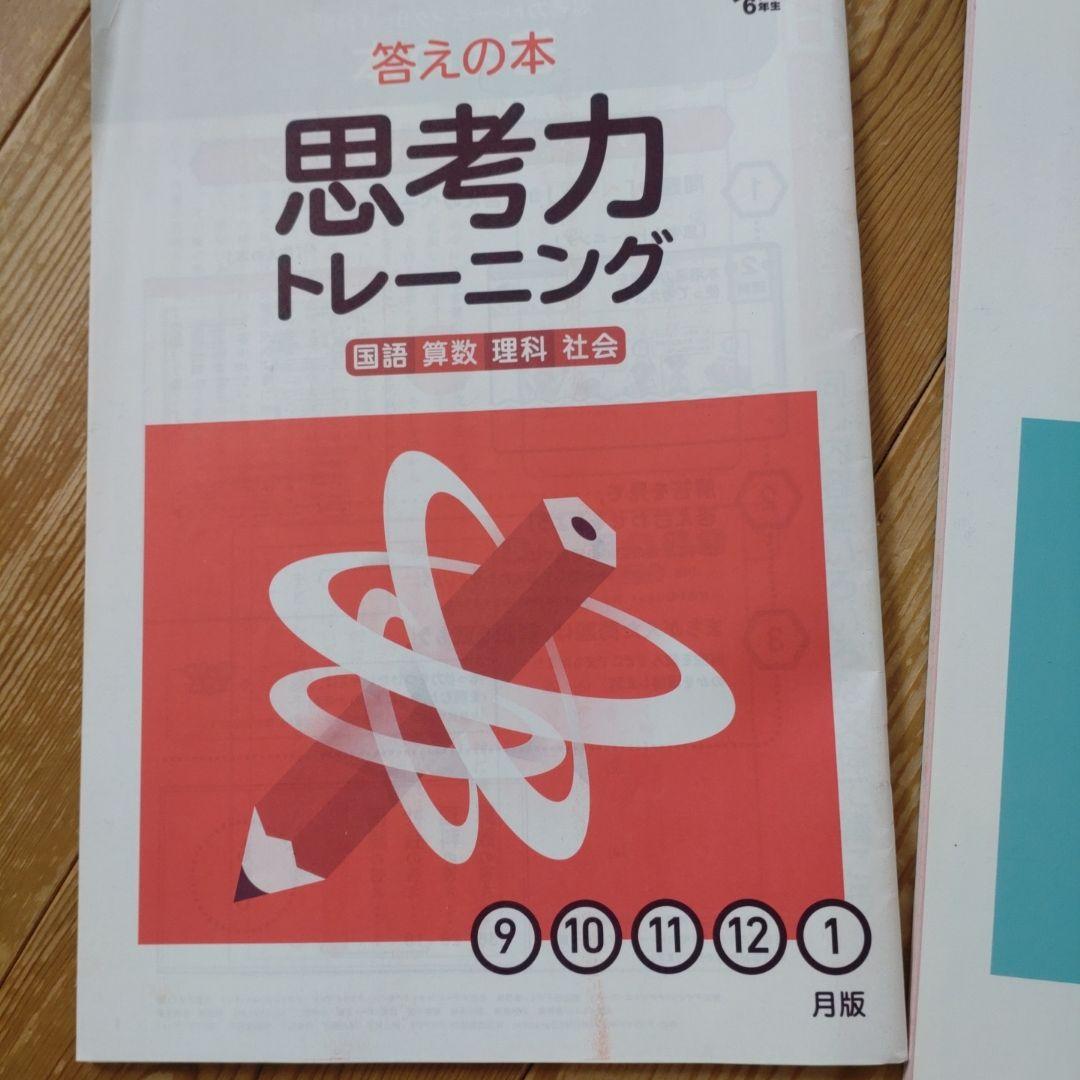 6年生
答えの本
思考力
トレーニング
国語 算数 理科 社会
9 10 11 12 1
月版